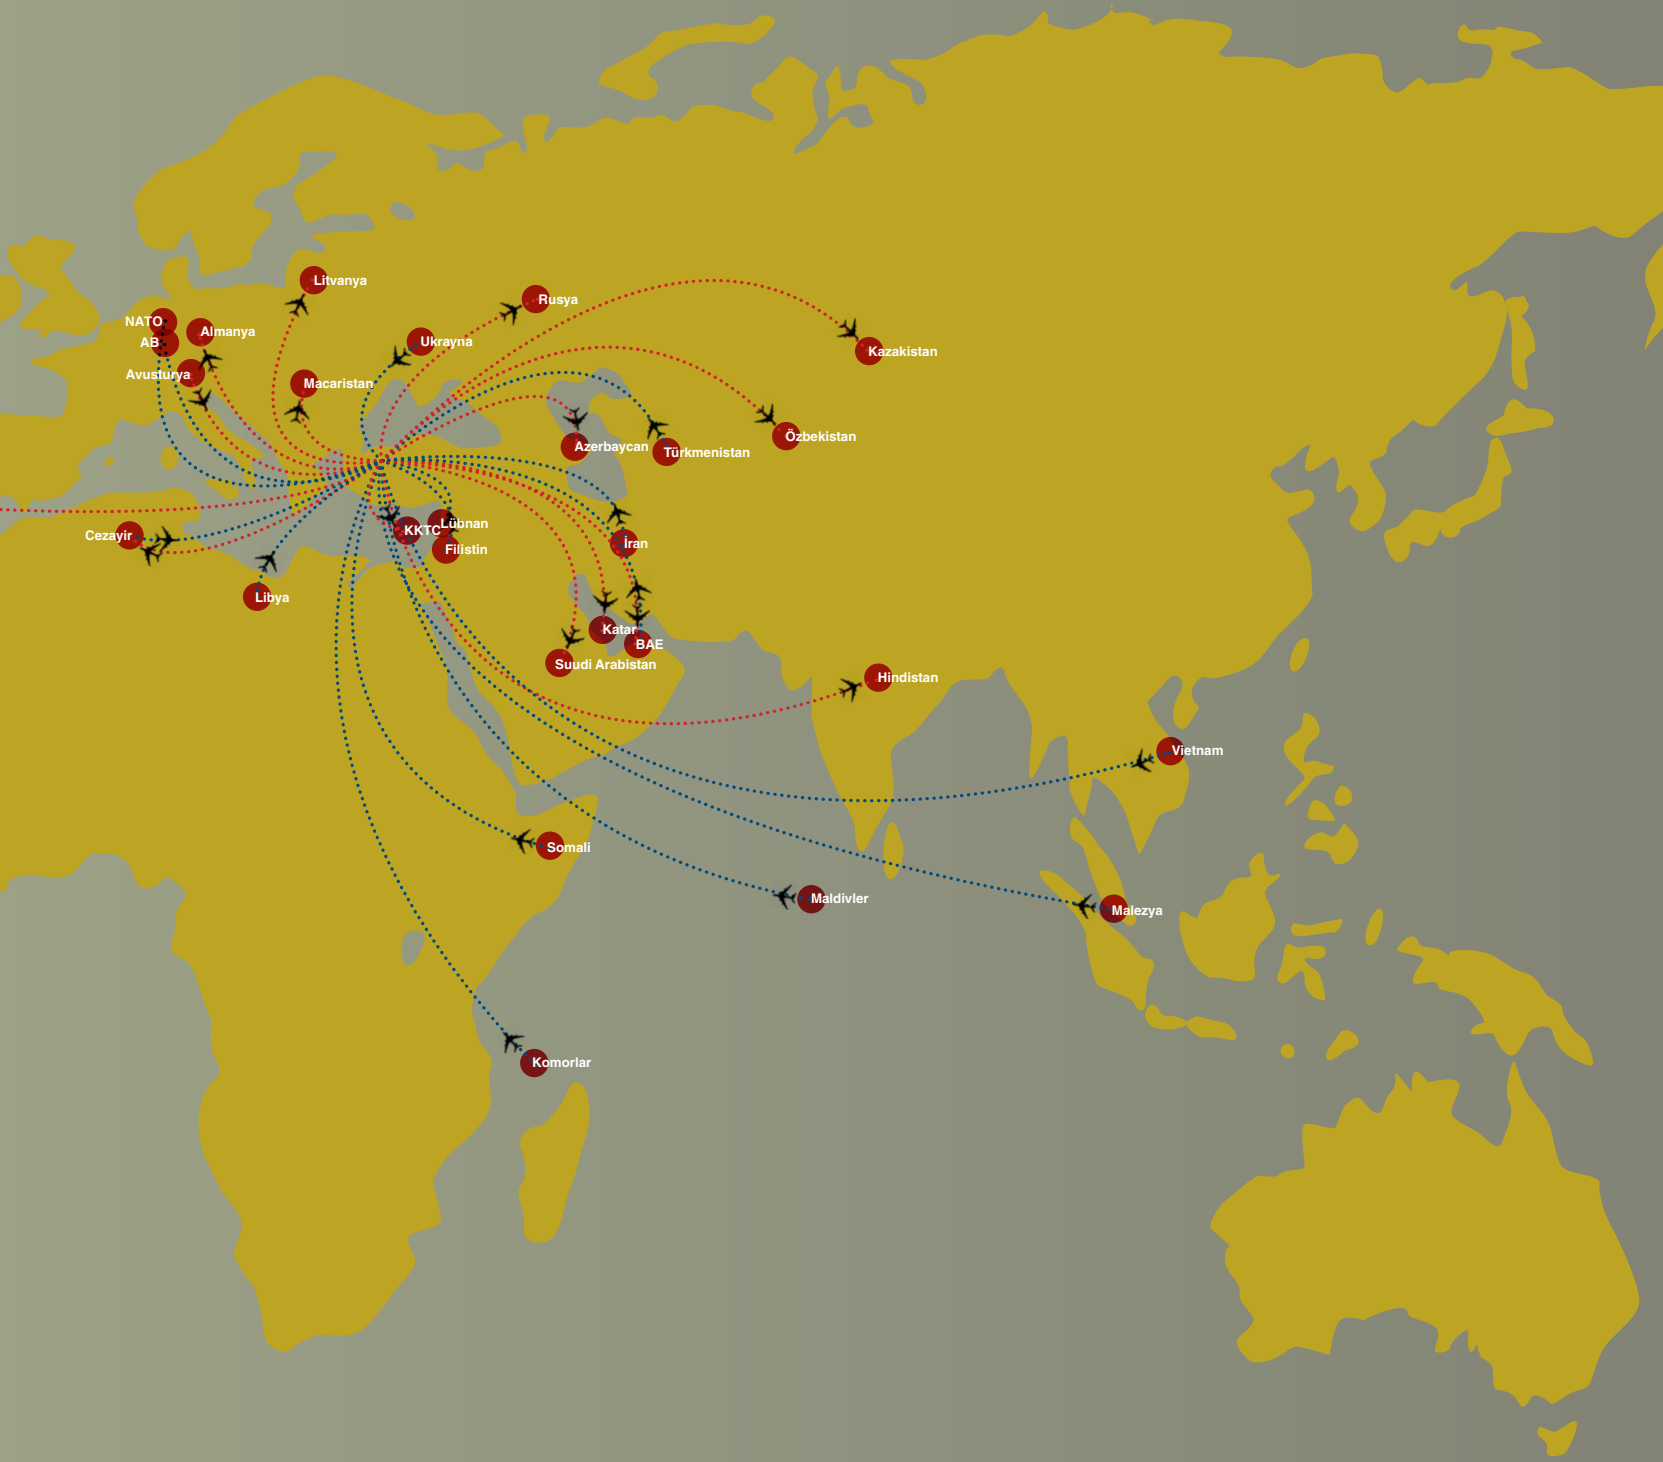 Litvanya
Rusya
NATO
Almanya
AB
Ukrayna
Kazakistan
Avusturya
Macaristan
Özbekistan
Azerbaycan
Türkmenistan
Lübnan
KKTC
Cezayir
İran
Filistin
Libya
Katar
BAE
Suudi Arabistan
Hindistan
Vietnam
Somali
Maldivler
Malezya
Komorlar